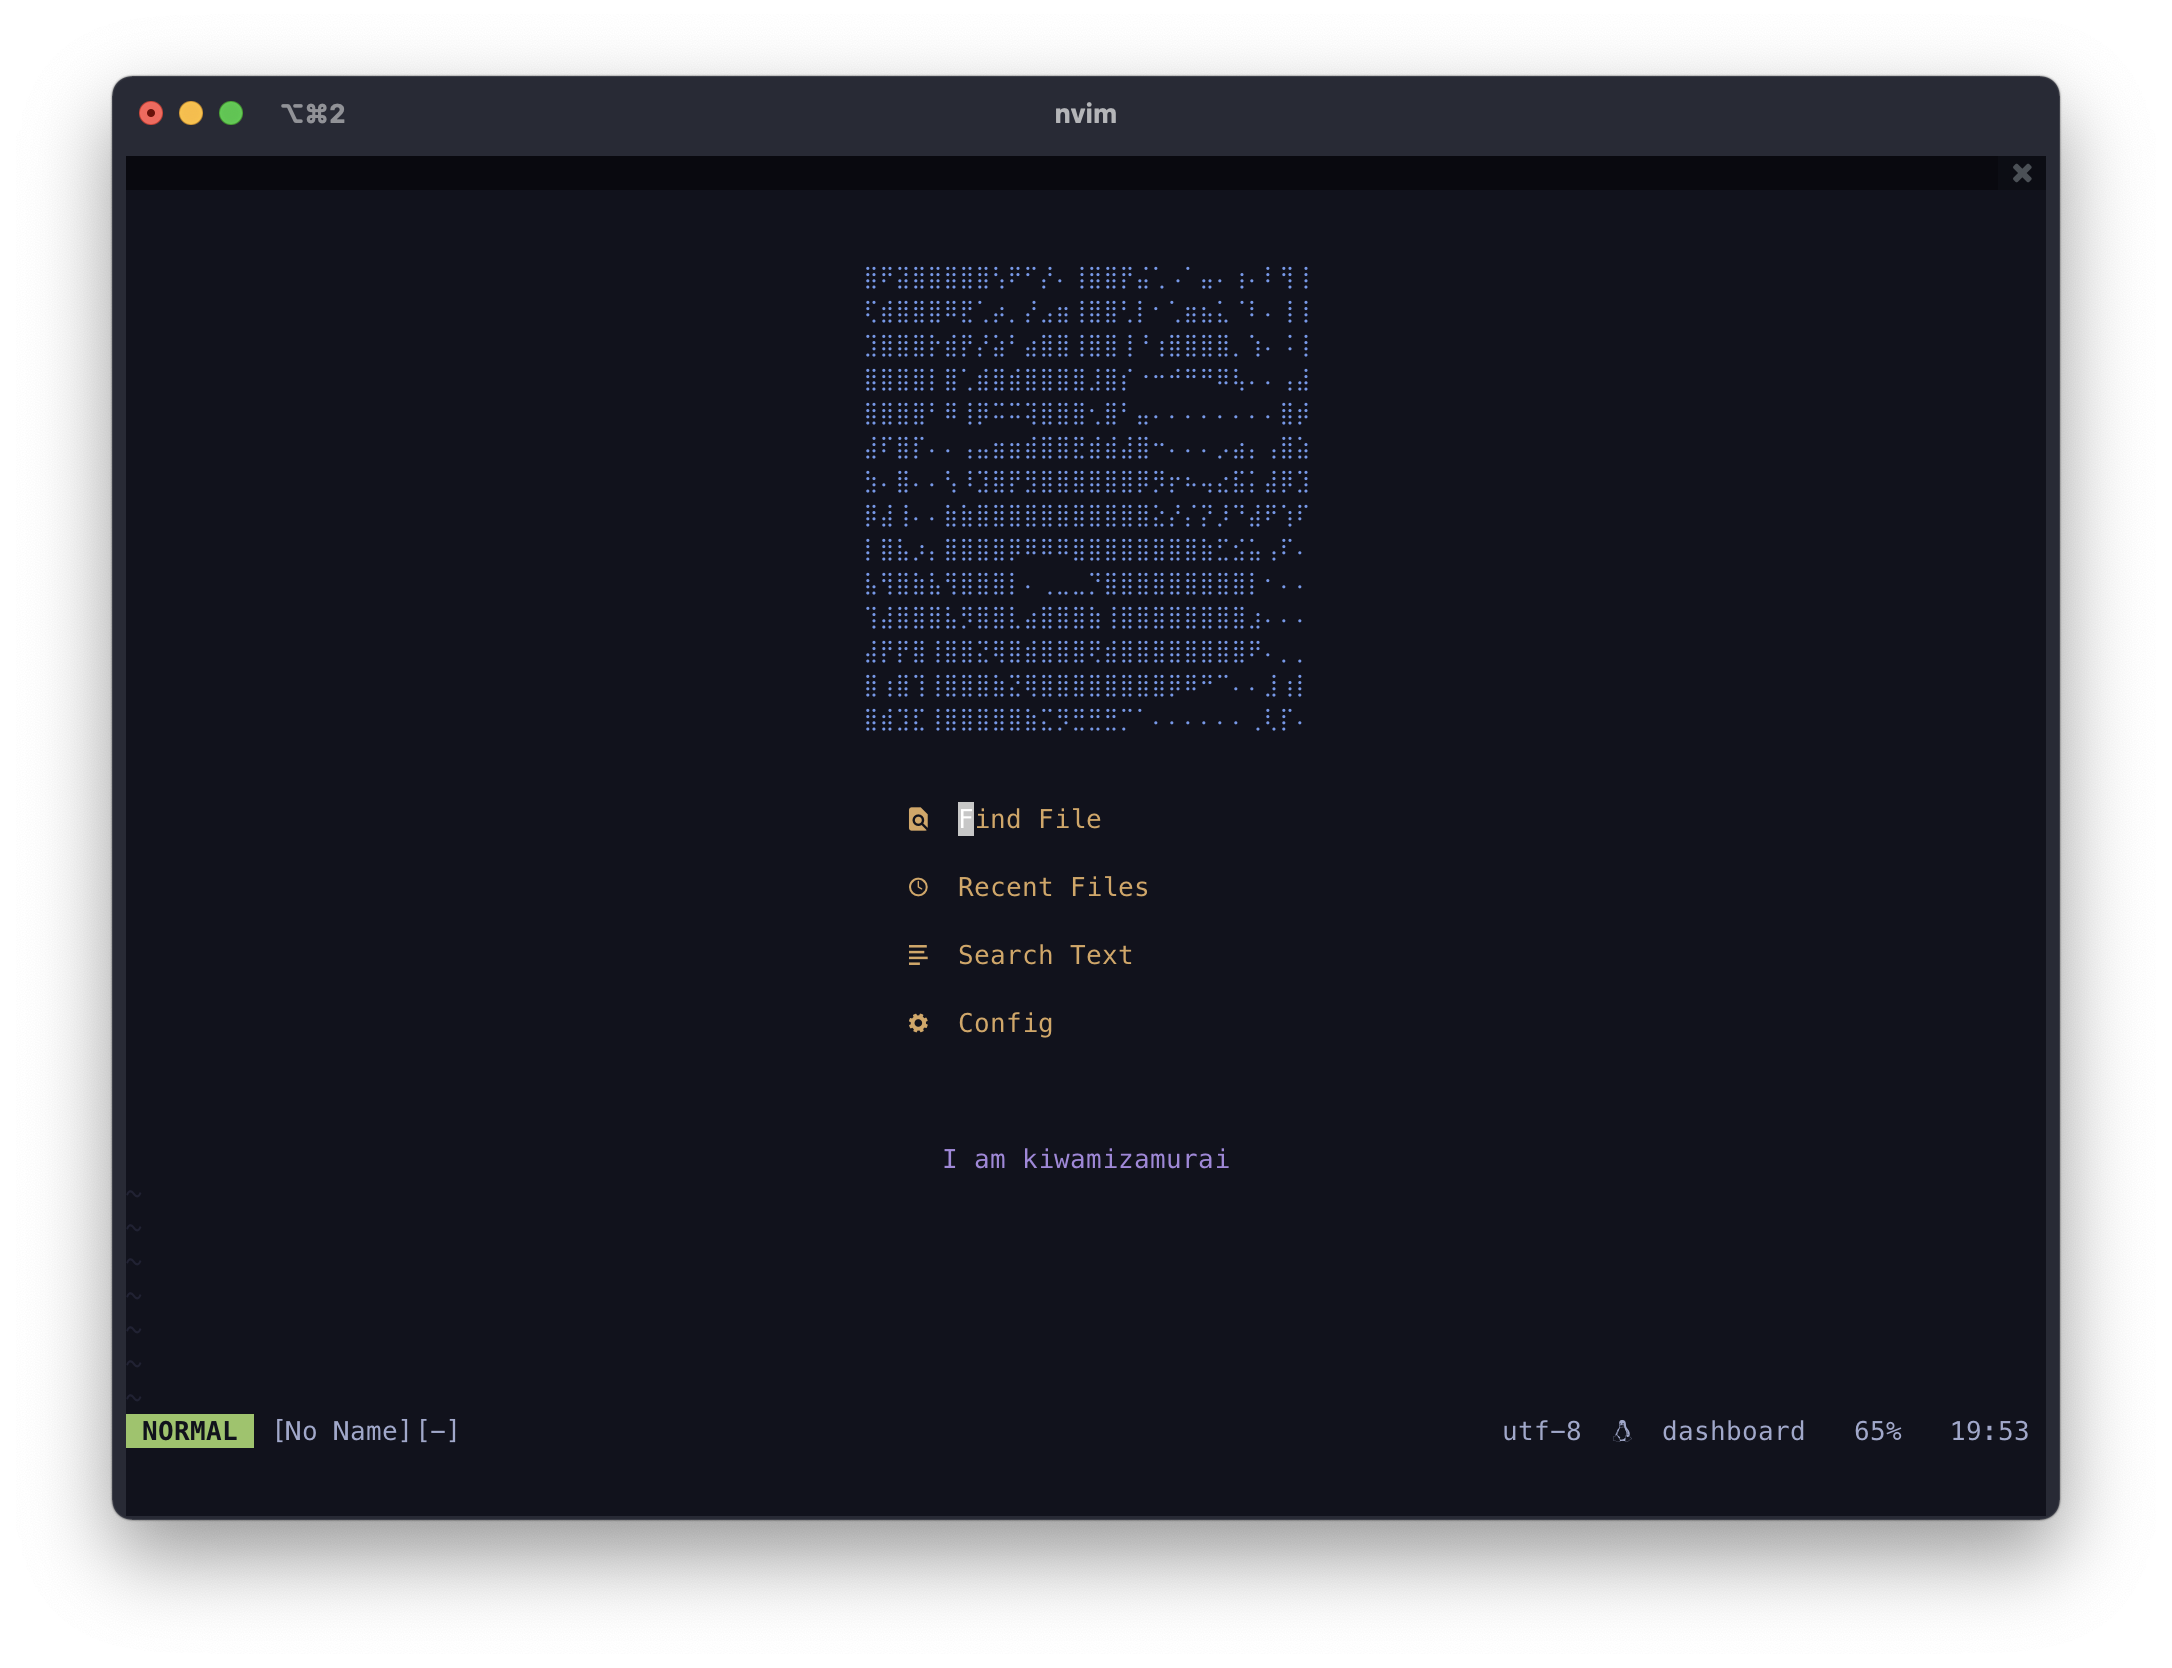 ⌥⌘2 nvim
Find File
Recent Files
Search Text
Config
I am kiwamizamurai
~
~
~
~
~
~
~
NORMAL [No Name][-] utf-8 dashboard 65% 19:53